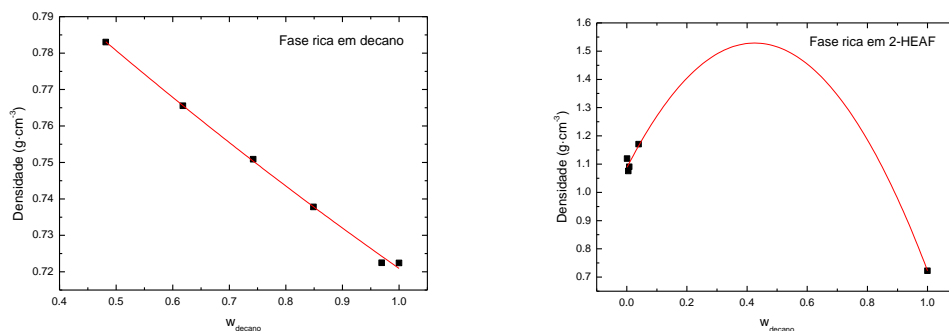 0.79
Fase rica em decano
0.78
0.77
0.76
0.75
0.74
0.73
0.72
Densidade (g·cm⁻³)
0.4 0.5 0.6 0.7 0.8 0.9 1.0
w_decano
1.6
Fase rica em 2-HEAF
1.5
1.4
1.3
1.2
1.1
1.0
0.9
0.8
0.7
Densidade (g·cm⁻³)
0.0 0.2 0.4 0.6 0.8 1.0
w_decano